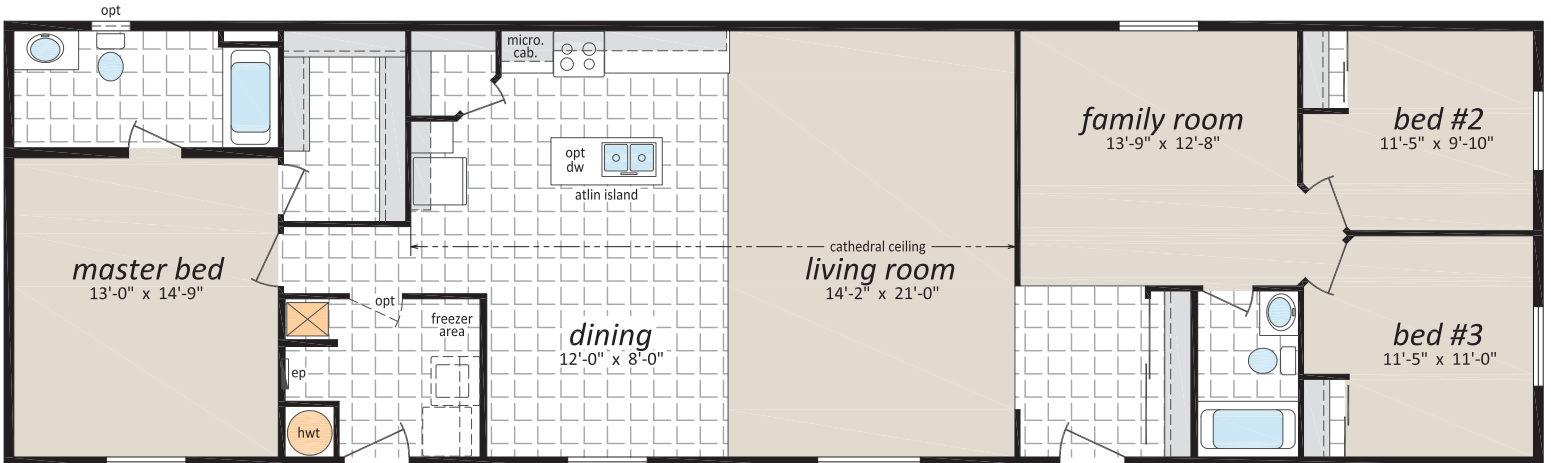 opt
micro.
cab.
opt
dw
atlin island
family room
13'-9" x 12'-8"
bed #2
11'-5" x 9'-10"
master bed
13'-0" x 14'-9"
cathedral ceiling
living room
14'-2" x 21'-0"
opt
freezer
area
dining
12'-0" x 8'-0"
bed #3
11'-5" x 11'-0"
ep
hwt